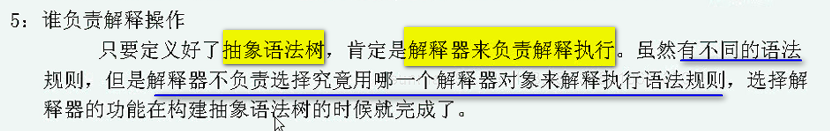 5：谁负责解释操作
只要定义好了抽象语法树，肯定是解释器来负责解释执行。虽然有不同的语法
规则，但是解释器不负责选择究竟用哪一个解释器对象来解释执行语法规则，选择解
释器的功能在构建抽象语法树的时候就完成了。